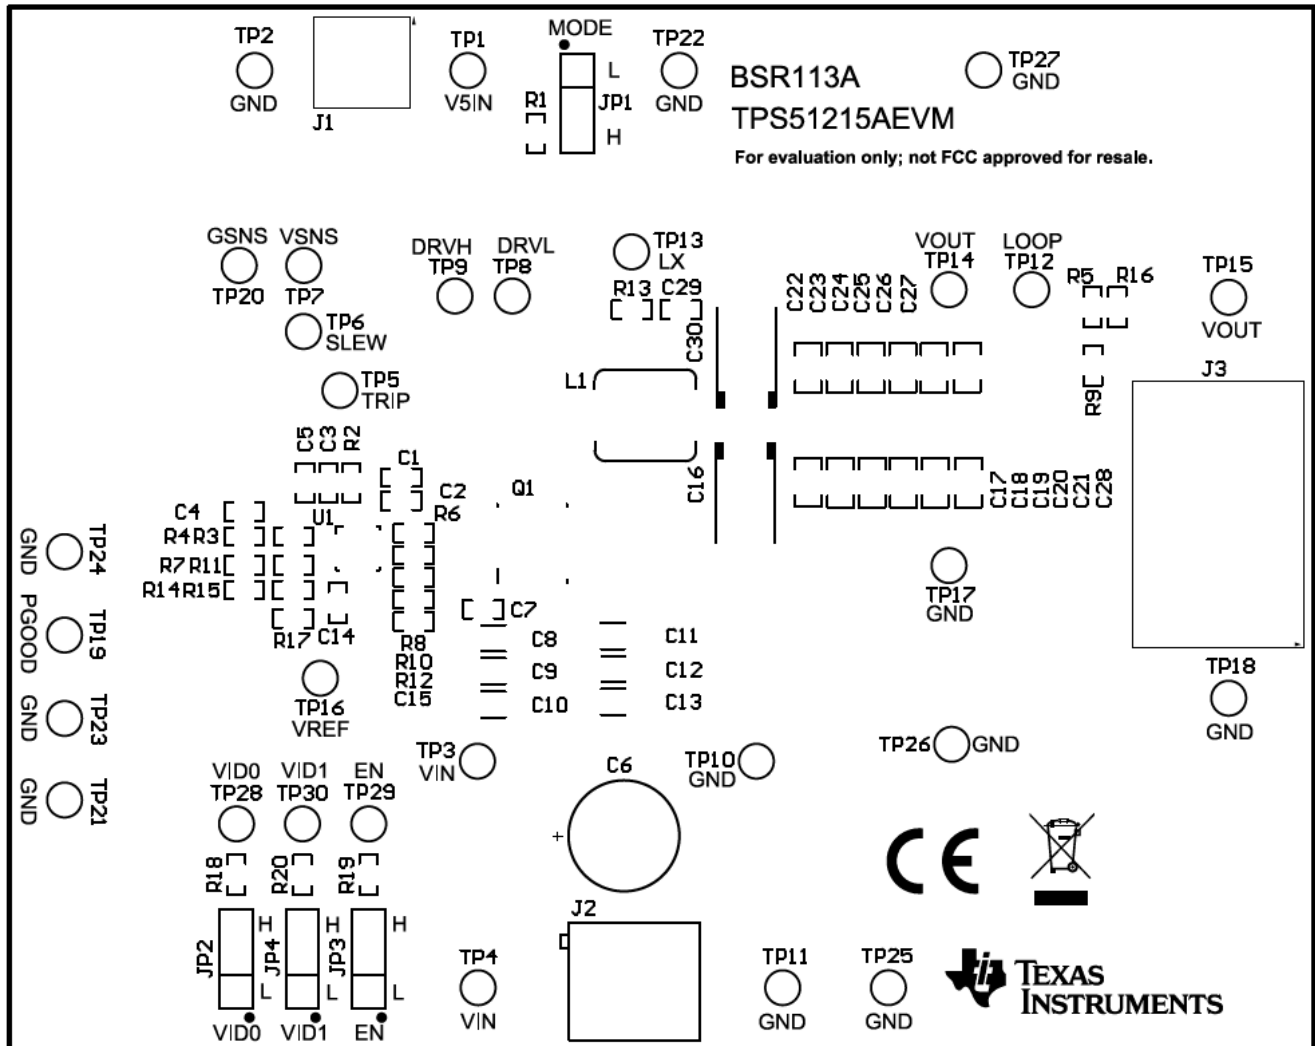 MODE
TP2
GND
J1
TP1
V5IN
R1
L
JP1
H
TP22
GND
BSR113A
TPS51215AEVM
For evaluation only; not FCC approved for resale.
TP27
GND
GSNS
TP20
VSNS
TP7
TP6
SLEW
TP5
TRIP
DRVH
TP9
DRVL
TP8
TP13
LX
R13
C29
C30
L1
C16
C22
C23
C24
C25
C26
C27
VOUT
TP14
LOOP
TP12
R5
R16
R9
TP15
VOUT
J3
C5
C3
R2
C1
C2
Q1
C17
C18
C19
C20
C21
C28
C4
U1
R6
R4
R3
R7
R11
R14
R15
R17
C14
R8
R10
R12
C15
C7
C8
C9
C10
C11
C12
C13
TP17
GND
TP18
GND
TP24
GND
TP19
PGOOD
TP23
GND
TP21
GND
TP16
VREF
TP3
VIN
TP10
GND
TP26
GND
C6
+
VID0
TP28
VID1
TP30
EN
TP29
R18
R20
R19
JP2
H
L
VID0
JP4
H
L
VID1
JP3
H
L
EN
TP4
VIN
J2
TP11
GND
TP25
GND
CE
TEXAS
INSTRUMENTS